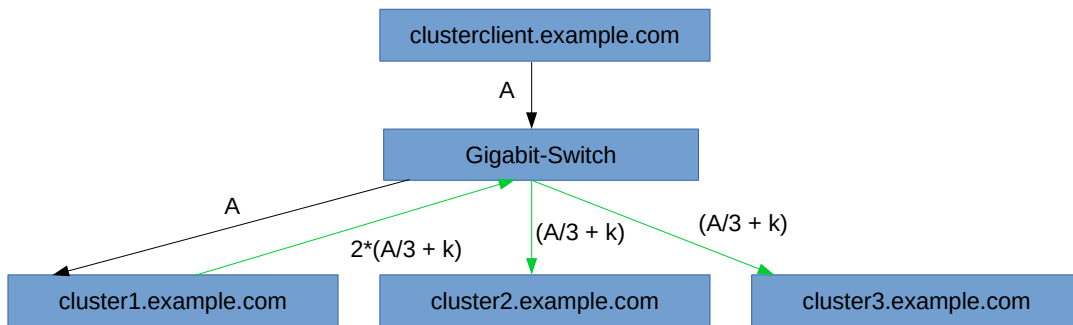 clusterclient.example.com
A
Gigabit-Switch
A
2*(A/3 + k)
(A/3 + k)
(A/3 + k)
cluster1.example.com
cluster2.example.com
cluster3.example.com